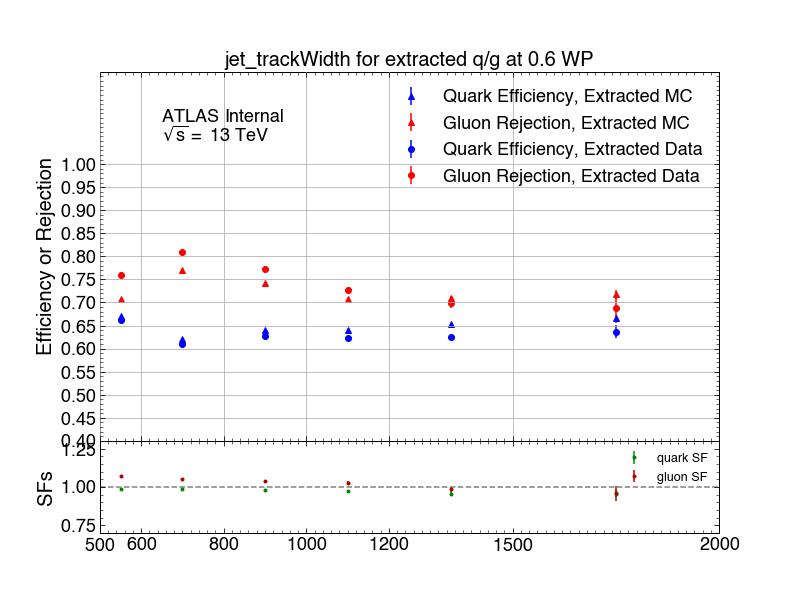 jet_trackWidth for extracted q/g at 0.6 WP
ATLAS Internal
√s = 13 TeV
Quark Efficiency, Extracted MC
Gluon Rejection, Extracted MC
Quark Efficiency, Extracted Data
Gluon Rejection, Extracted Data
Efficiency or Rejection
1.00
0.95
0.90
0.85
0.80
0.75
0.70
0.65
0.60
0.55
0.50
0.45
0.40
SFs
1.25
1.00
0.75
quark SF
gluon SF
500 600 800 1000 1200 1500 2000